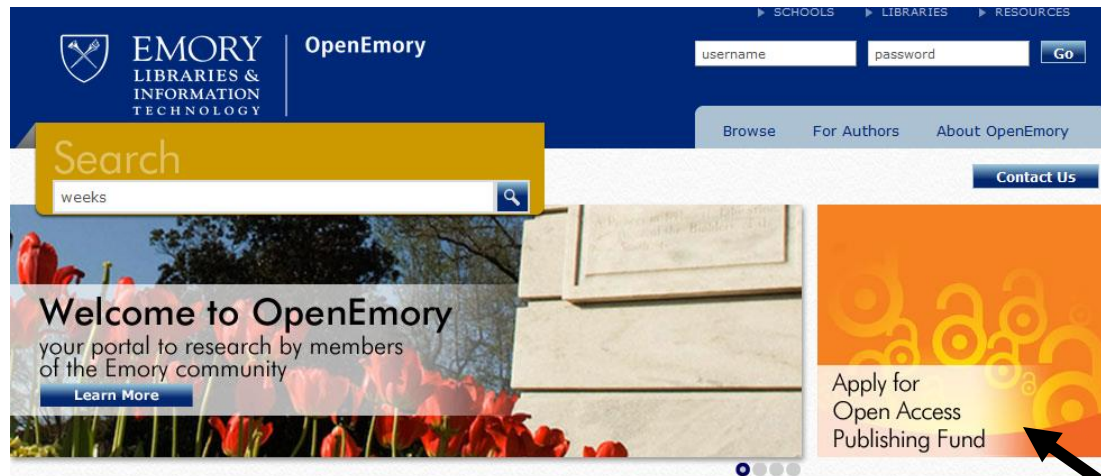 SCHOOLS LIBRARIES RESOURCES
EMORY
LIBRARIES &
INFORMATION
TECHNOLOGY
OpenEmory
username password Go
Browse For Authors About OpenEmory
Search
weeks
Contact Us
Welcome to OpenEmory
your portal to research by members
of the Emory community
Learn More
Apply for
Open Access
Publishing Fund